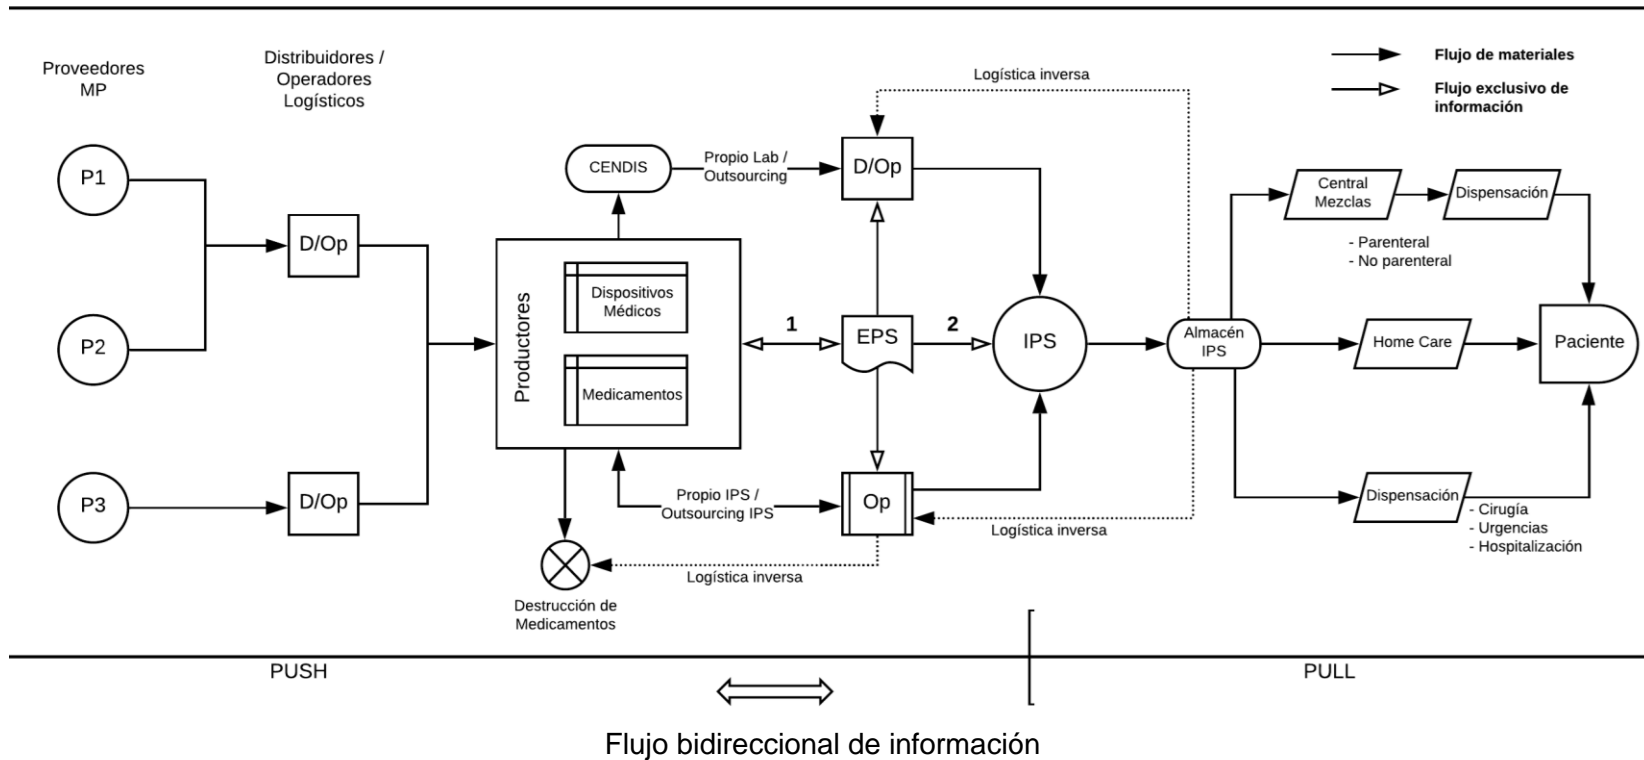 Proveedores
MP
Distribuidores /
Operadores
Logísticos
Logística inversa
Flujo de materiales
Flujo exclusivo de
información
P1
P2
P3
D/Op
D/Op
CENDIS
Propio Lab /
Outsourcing
D/Op
Productores
Dispositivos
Médicos
Medicamentos
1
EPS
2
IPS
Almacén
IPS
Central
Mezclas
Dispensación
- Parenteral
- No parenteral
Home Care
Paciente
Propio IPS /
Outsourcing IPS
Op
Logística inversa
Dispensación
- Cirugía
- Urgencias
- Hospitalización
Logística inversa
Destrucción de
Medicamentos
PUSH
PULL
Flujo bidireccional de información